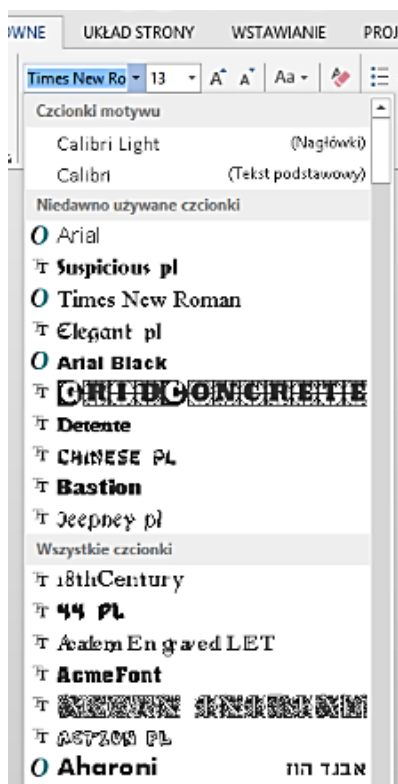 WNE UKŁAD STRONY WSTAWIANIE PROJ
Times New Ro 13 A A Aa
Czcionki motywu
Calibri Light (Nagłówki)
Calibri (Tekst podstawowy)
Niedawno używane czcionki
Arial
Suspicious pl
Times New Roman
Elegant pl
Arial Black
GRIDCONCRETE
Detente
CHINESE PL
Bastion
Jeepney pl
Wszystkie czcionki
18thCentury
44 PL
Academ Engraved LET
AcmeFont
ACTION PL
Aharoni אבגד הוז